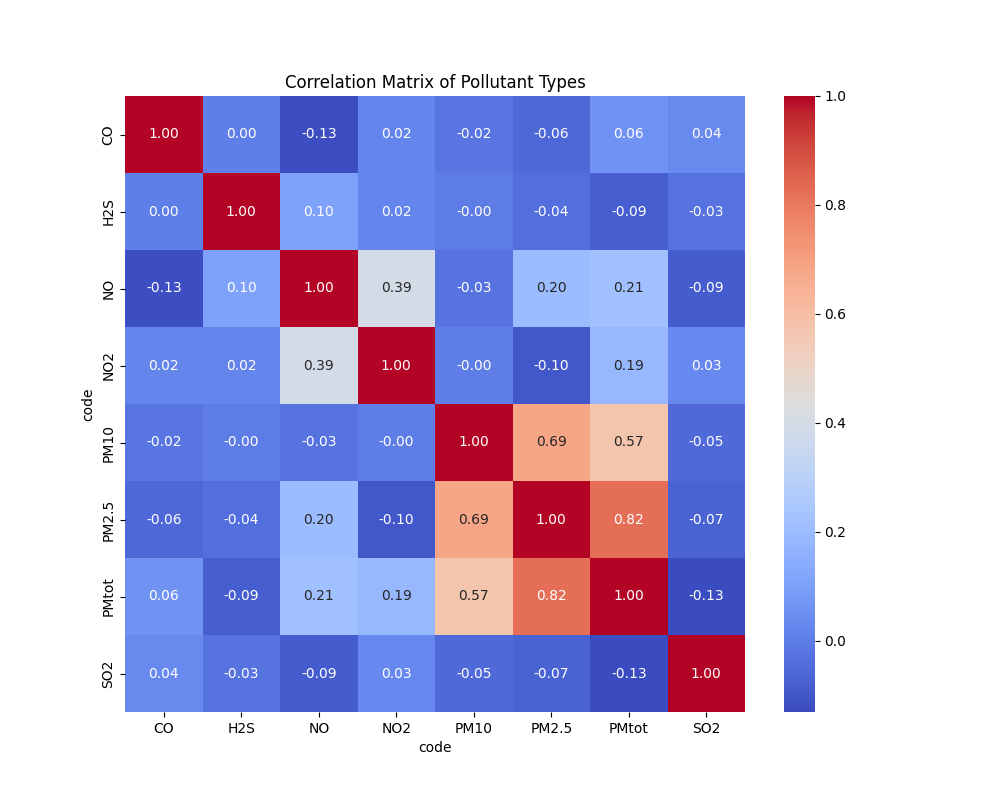 Correlation Matrix of Pollutant Types
CO 1.00 0.00 -0.13 0.02 -0.02 -0.06 0.06 0.04
H2S 0.00 1.00 0.10 0.02 -0.00 -0.04 -0.09 -0.03
NO -0.13 0.10 1.00 0.39 -0.03 0.20 0.21 -0.09
NO2 0.02 0.02 0.39 1.00 -0.00 -0.10 0.19 0.03
PM10 -0.02 -0.00 -0.03 -0.00 1.00 0.69 0.57 -0.05
PM2.5 -0.06 -0.04 0.20 -0.10 0.69 1.00 0.82 -0.07
PMtot 0.06 -0.09 0.21 0.19 0.57 0.82 1.00 -0.13
SO2 0.04 -0.03 -0.09 0.03 -0.05 -0.07 -0.13 1.00
code
CO H2S NO NO2 PM10 PM2.5 PMtot SO2
code
1.0
0.8
0.6
0.4
0.2
0.0